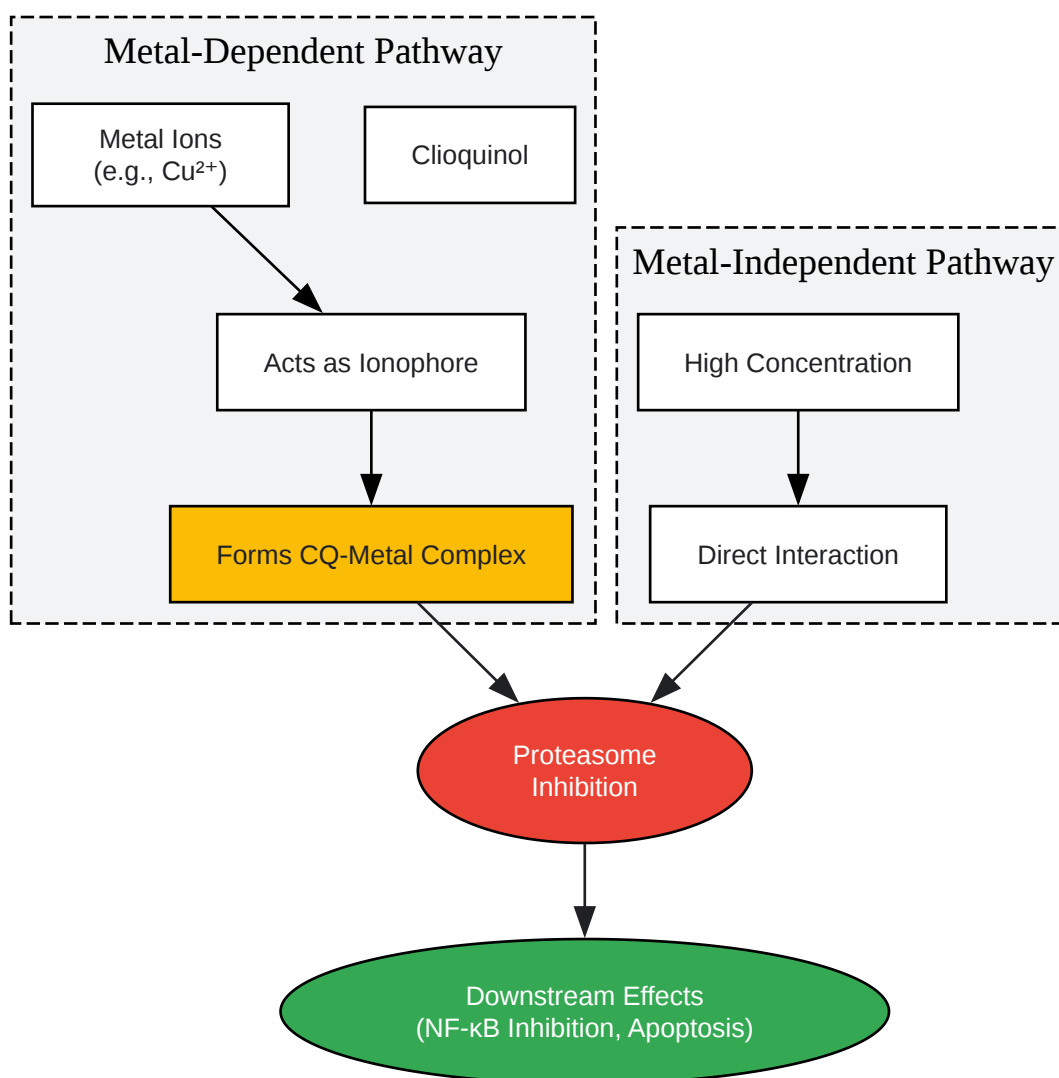 Metal-Dependent Pathway
Metal Ions
(e.g., Cu²⁺)
Clioquinol
Metal-Independent Pathway
Acts as Ionophore
High Concentration
Forms CQ-Metal Complex
Direct Interaction
Proteasome
Inhibition
Downstream Effects
(NF-κB Inhibition, Apoptosis)